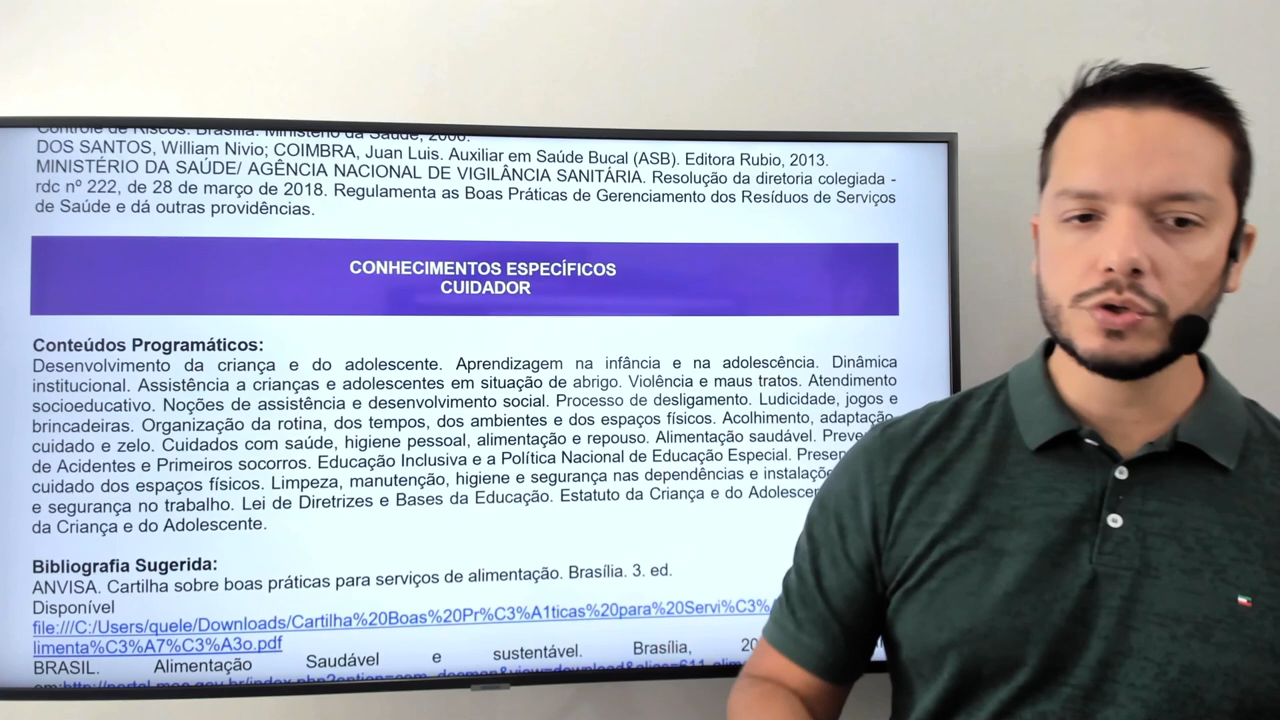 Controle de Riscos. Brasília: Ministério da Saúde, 2006.
DOS SANTOS, William Nivio; COIMBRA, Juan Luis. Auxiliar em Saúde Bucal (ASB). Editora Rubio, 2013.
MINISTÉRIO DA SAÚDE/ AGÊNCIA NACIONAL DE VIGILÂNCIA SANITÁRIA. Resolução da diretoria colegiada -
rdc nº 222, de 28 de março de 2018. Regulamenta as Boas Práticas de Gerenciamento dos Resíduos de Serviços
de Saúde e dá outras providências.
CONHECIMENTOS ESPECÍFICOS
CUIDADOR
Conteúdos Programáticos:
Desenvolvimento da criança e do adolescente. Aprendizagem na infância e na adolescência. Dinâmica
institucional. Assistência a crianças e adolescentes em situação de abrigo. Violência e maus tratos. Atendimento
socioeducativo. Noções de assistência e desenvolvimento social. Processo de desligamento. Ludicidade, jogos e
brincadeiras. Organização da rotina, dos tempos, dos ambientes e dos espaços físicos. Acolhimento, adaptação,
cuidado e zelo. Cuidados com saúde, higiene pessoal, alimentação e repouso. Alimentação saudável.
de Acidentes e Primeiros socorros. Educação Inclusiva e a Política Nacional de Educação Especial.
cuidado dos espaços físicos. Limpeza, manutenção, higiene e segurança nas dependências e
e segurança no trabalho. Lei de Diretrizes e Bases da Educação. Estatuto da Criança e do
da Criança e do Adolescente.
Bibliografia Sugerida:
ANVISA. Cartilha sobre boas práticas para serviços de alimentação. Brasília. 3. ed.
Disponível
file:///C:/Users/quele/Downloads/Cartilha%20Boas%20Pr%C3%A1ticas%20para%20Servi%C3%
limenta%C3%A7%C3%A3o.pdf
BRASIL. Alimentação Saudável e sustentável. Brasília, 20